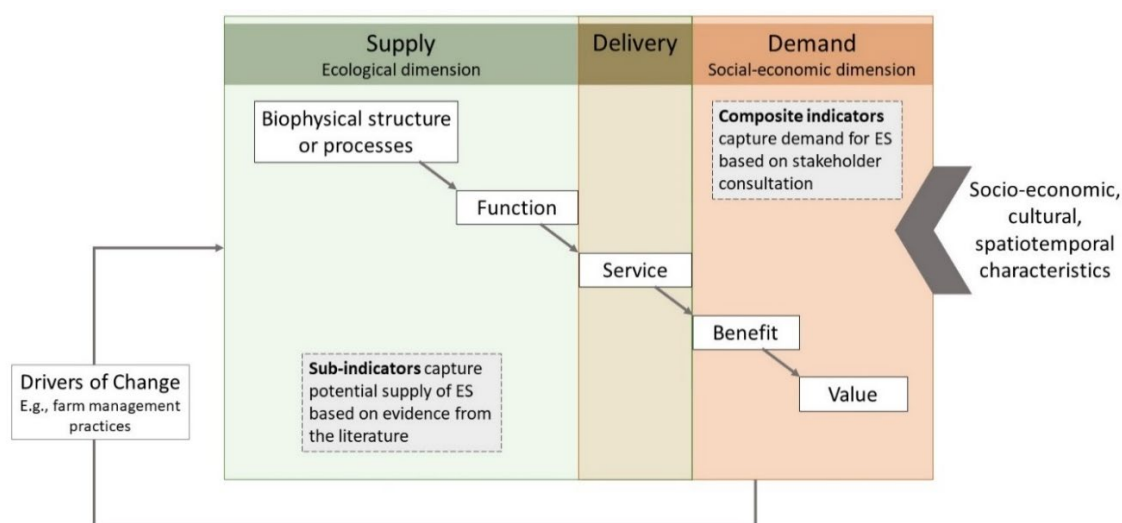 Supply
Ecological dimension
Delivery
Demand
Social-economic dimension
Biophysical structure
or processes
Function
Service
Benefit
Value
Composite indicators
capture demand for ES
based on stakeholder
consultation
Socio-economic,
cultural,
spatiotemporal
characteristics
Sub-indicators capture
potential supply of ES
based on evidence from
the literature
Drivers of Change
E.g., farm management
practices